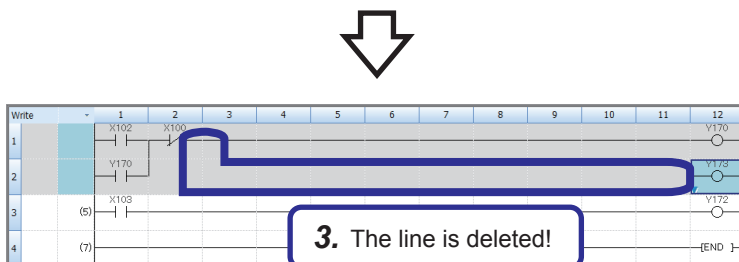 Write 1 2 3 4 5 6 7 8 9 10 11 12
X102 X100 Y170
1
Y170 Y173
2
X103 Y172
3 (5)
4 (7) [END ]
3. The line is deleted!